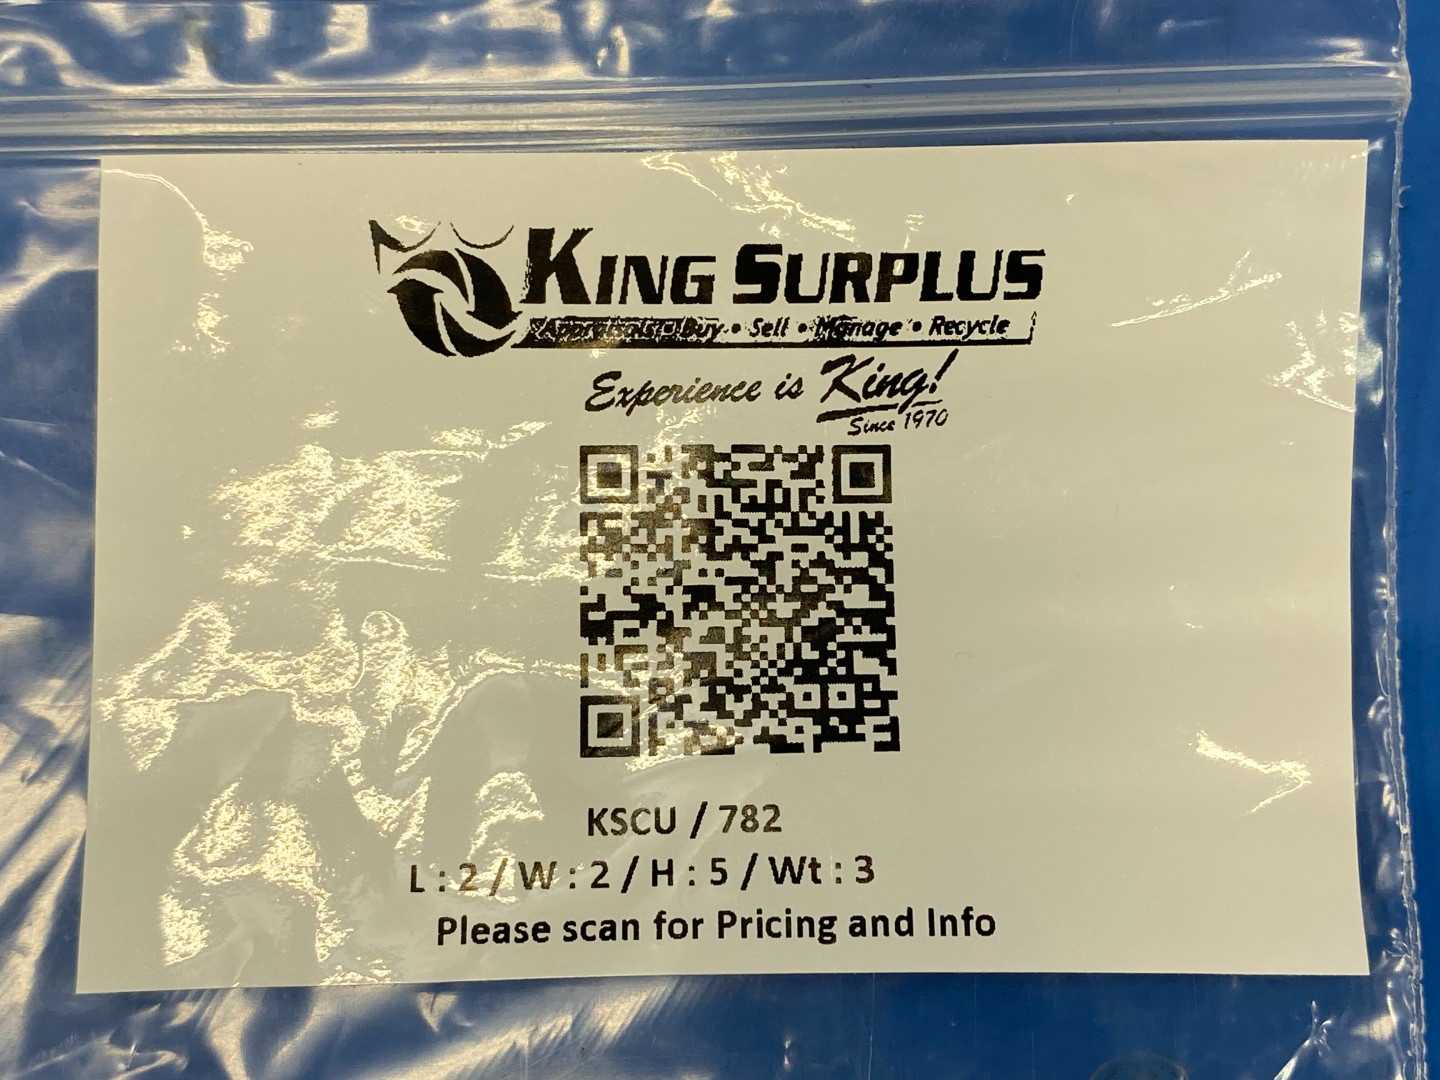 KING SURPLUS
Appraisals • Buy • Sell • Manage • Recycle
Experience is King!
Since 1970
KSCU / 782
L : 2 / W : 2 / H : 5 / Wt : 3
Please scan for Pricing and Info